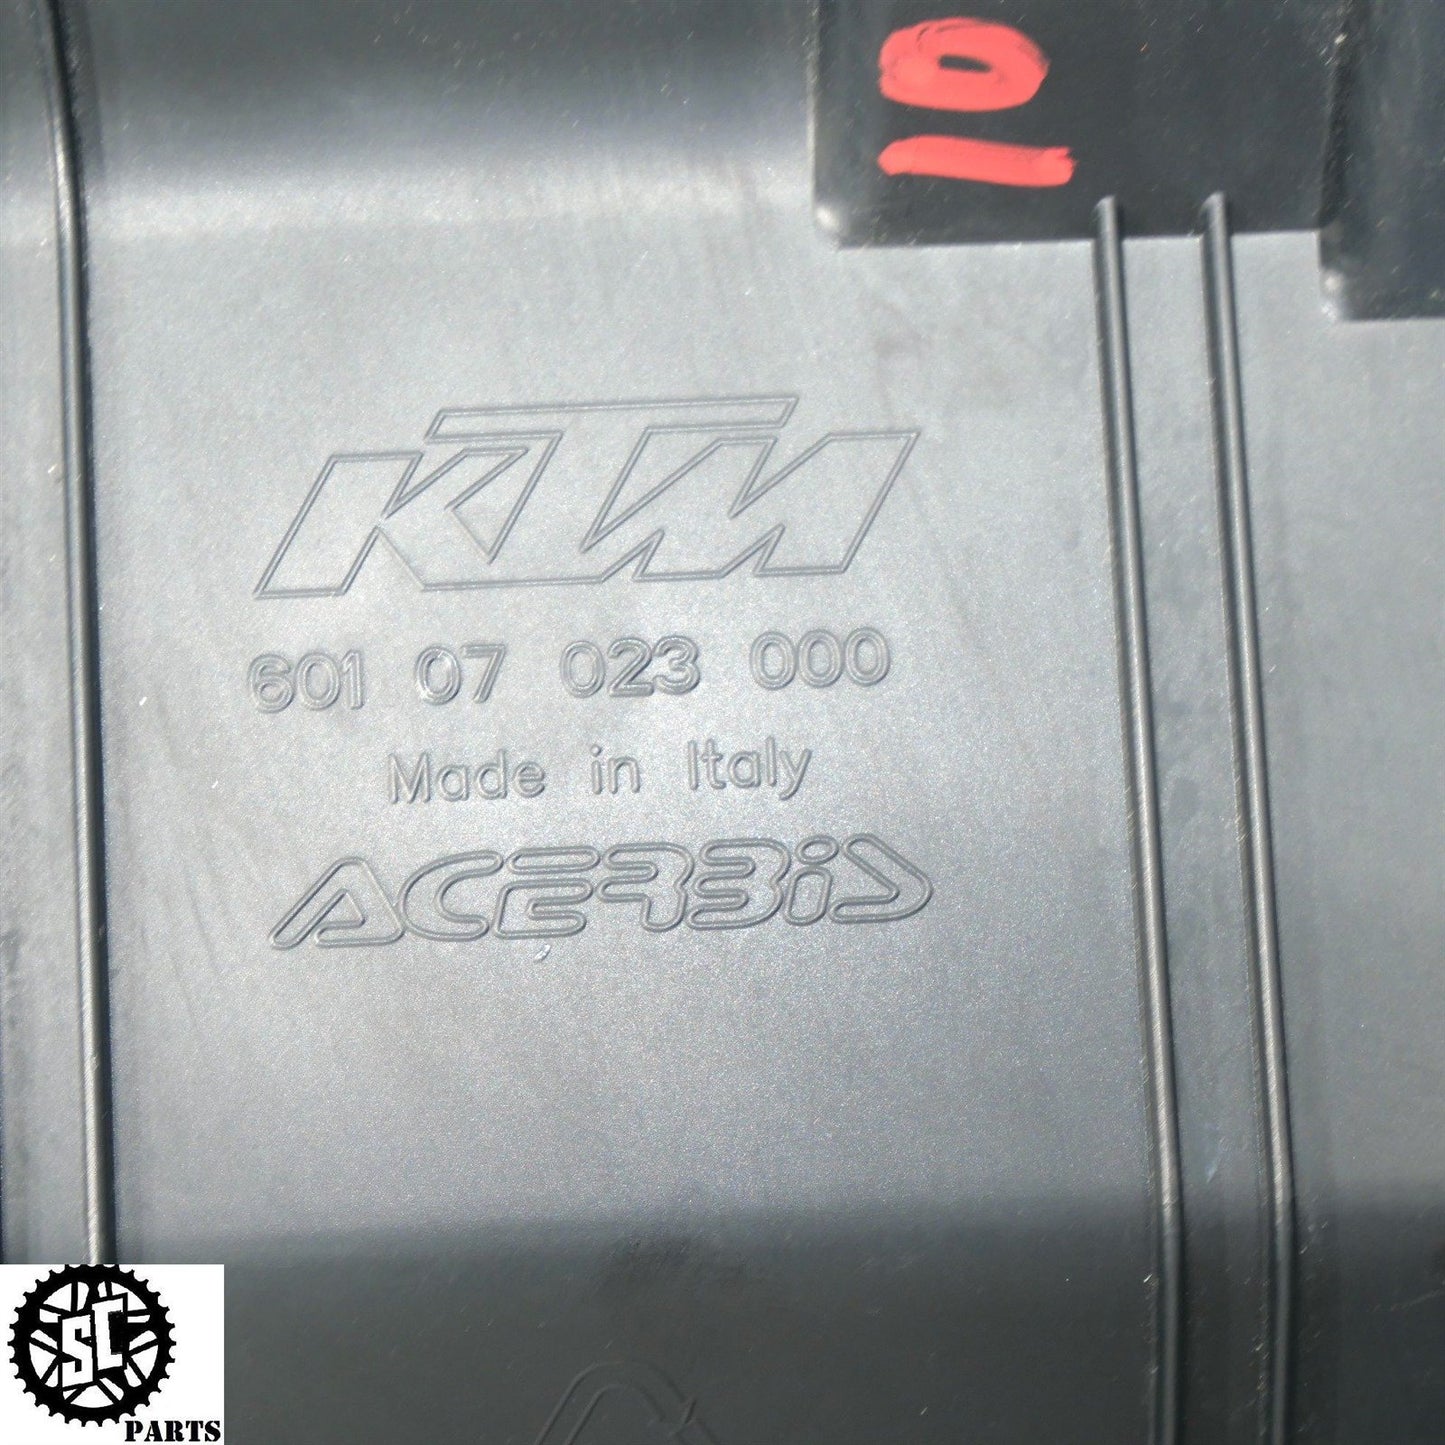 10
KTM
601 07 023 000
Made in Italy
ACERBIS
SC
PARTS